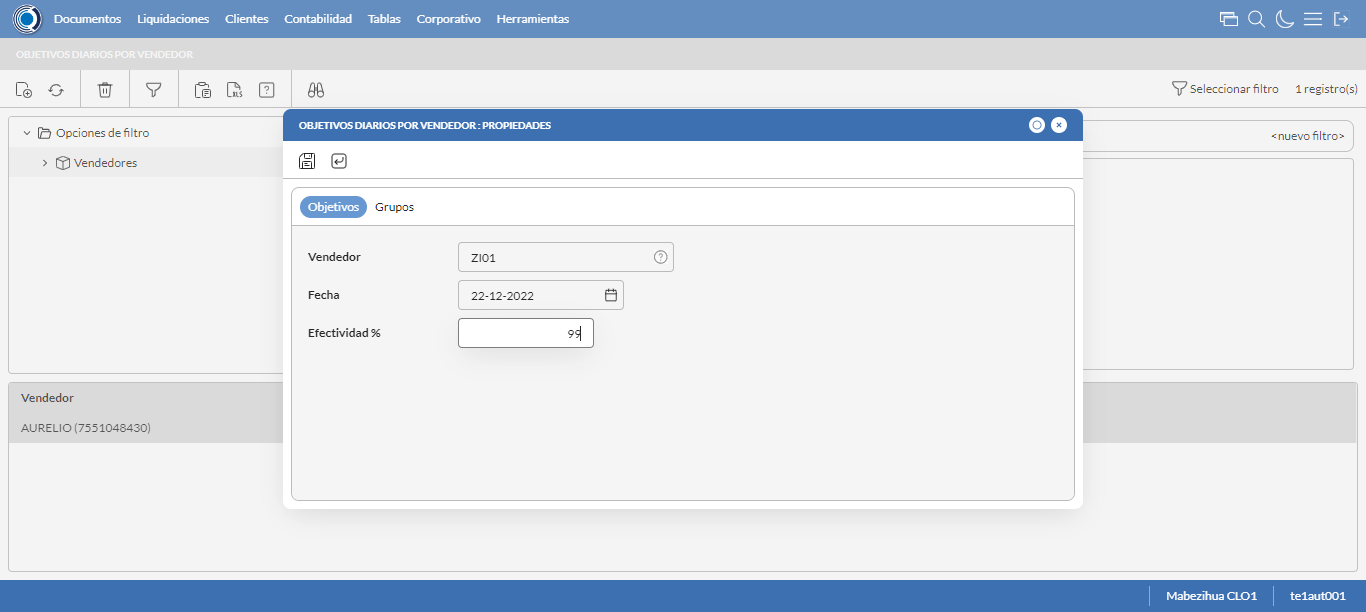 Documentos Liquidaciones Clientes Contabilidad Tablas Corporativo Herramientas
OBJETIVOS DIARIOS POR VENDEDOR
XLS ? Seleccionar filtro 1 registro(s)
OBJETIVOS DIARIOS POR VENDEDOR : PROPIEDADES
Opciones de filtro
<nuevo filtro>
Vendedores
Objetivos Grupos
Vendedor ZI01 ?
Fecha 22-12-2022
Efectividad % 99
Vendedor
AURELIO (7551048430)
Mabezihua CLO1 te1aut001